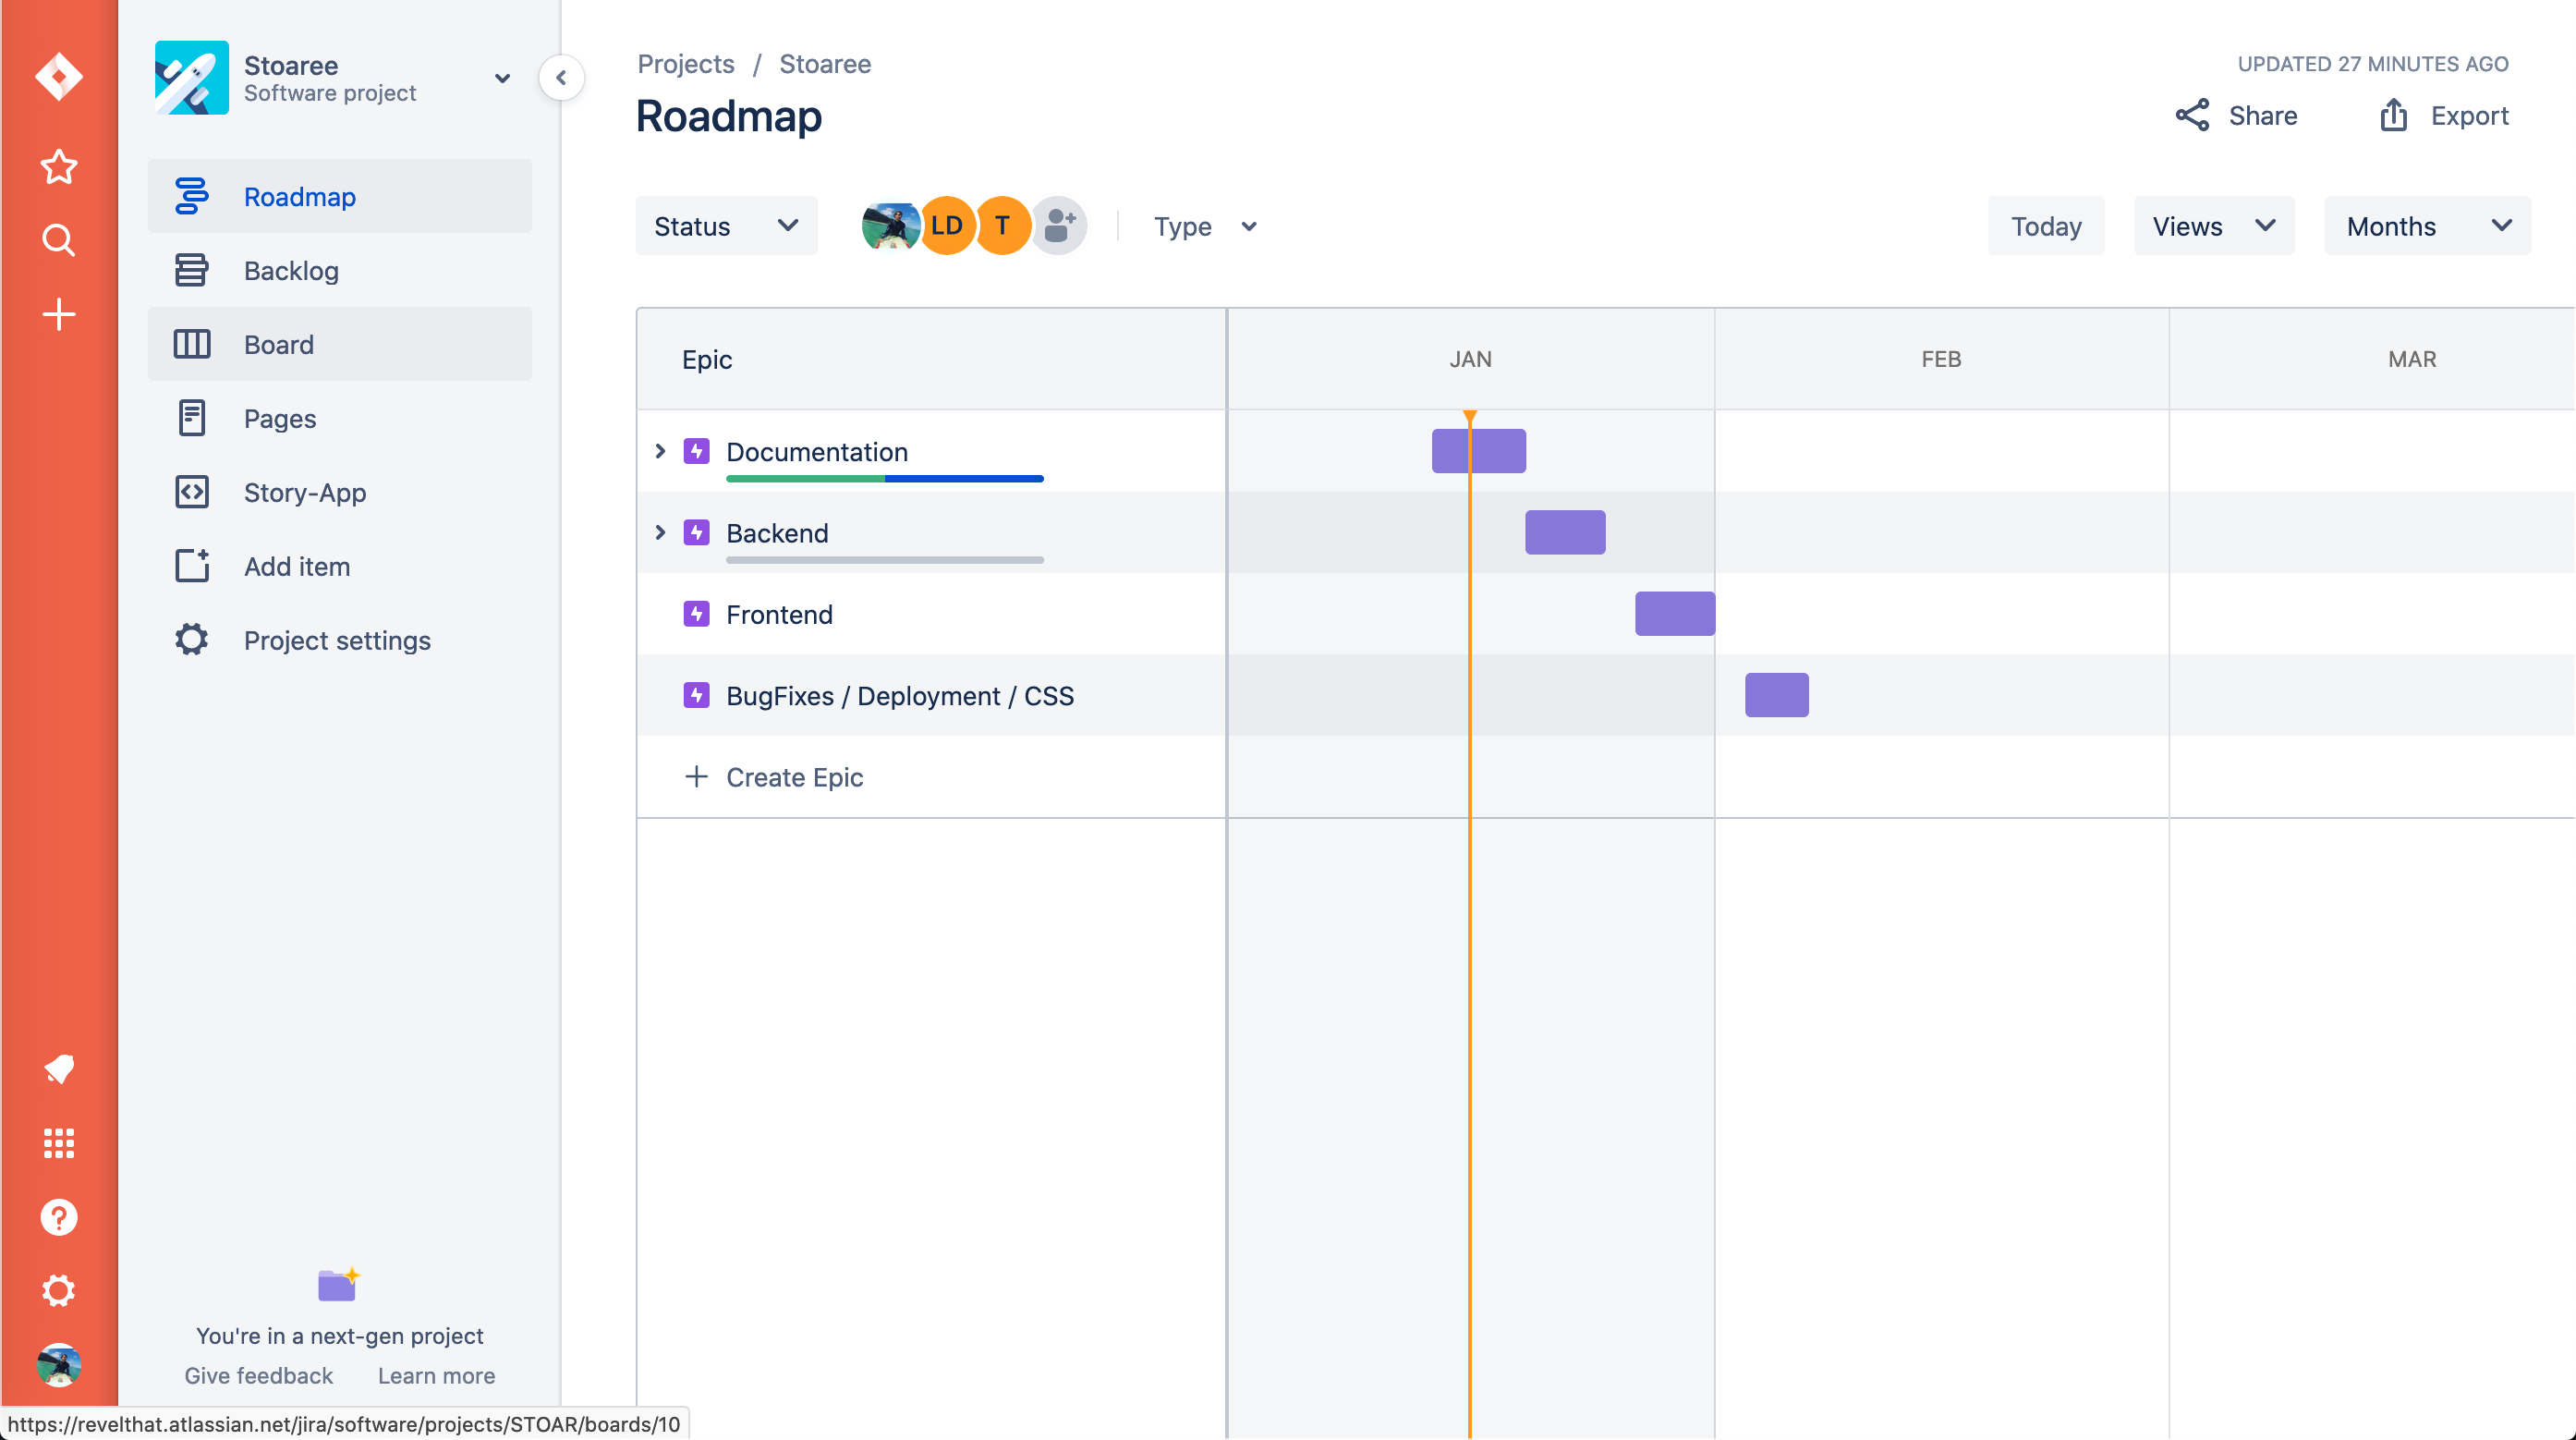 Stoaree
Software project
Roadmap
Backlog
Board
Pages
Story-App
Add item
Project settings
You're in a next-gen project
Give feedback Learn more
https://revelthat.atlassian.net/jira/software/projects/STOAR/boards/10
Projects / Stoaree
UPDATED 27 MINUTES AGO
Roadmap
Share Export
Status LD T Type Today Views Months
Epic JAN FEB MAR
Documentation
Backend
Frontend
BugFixes / Deployment / CSS
Create Epic